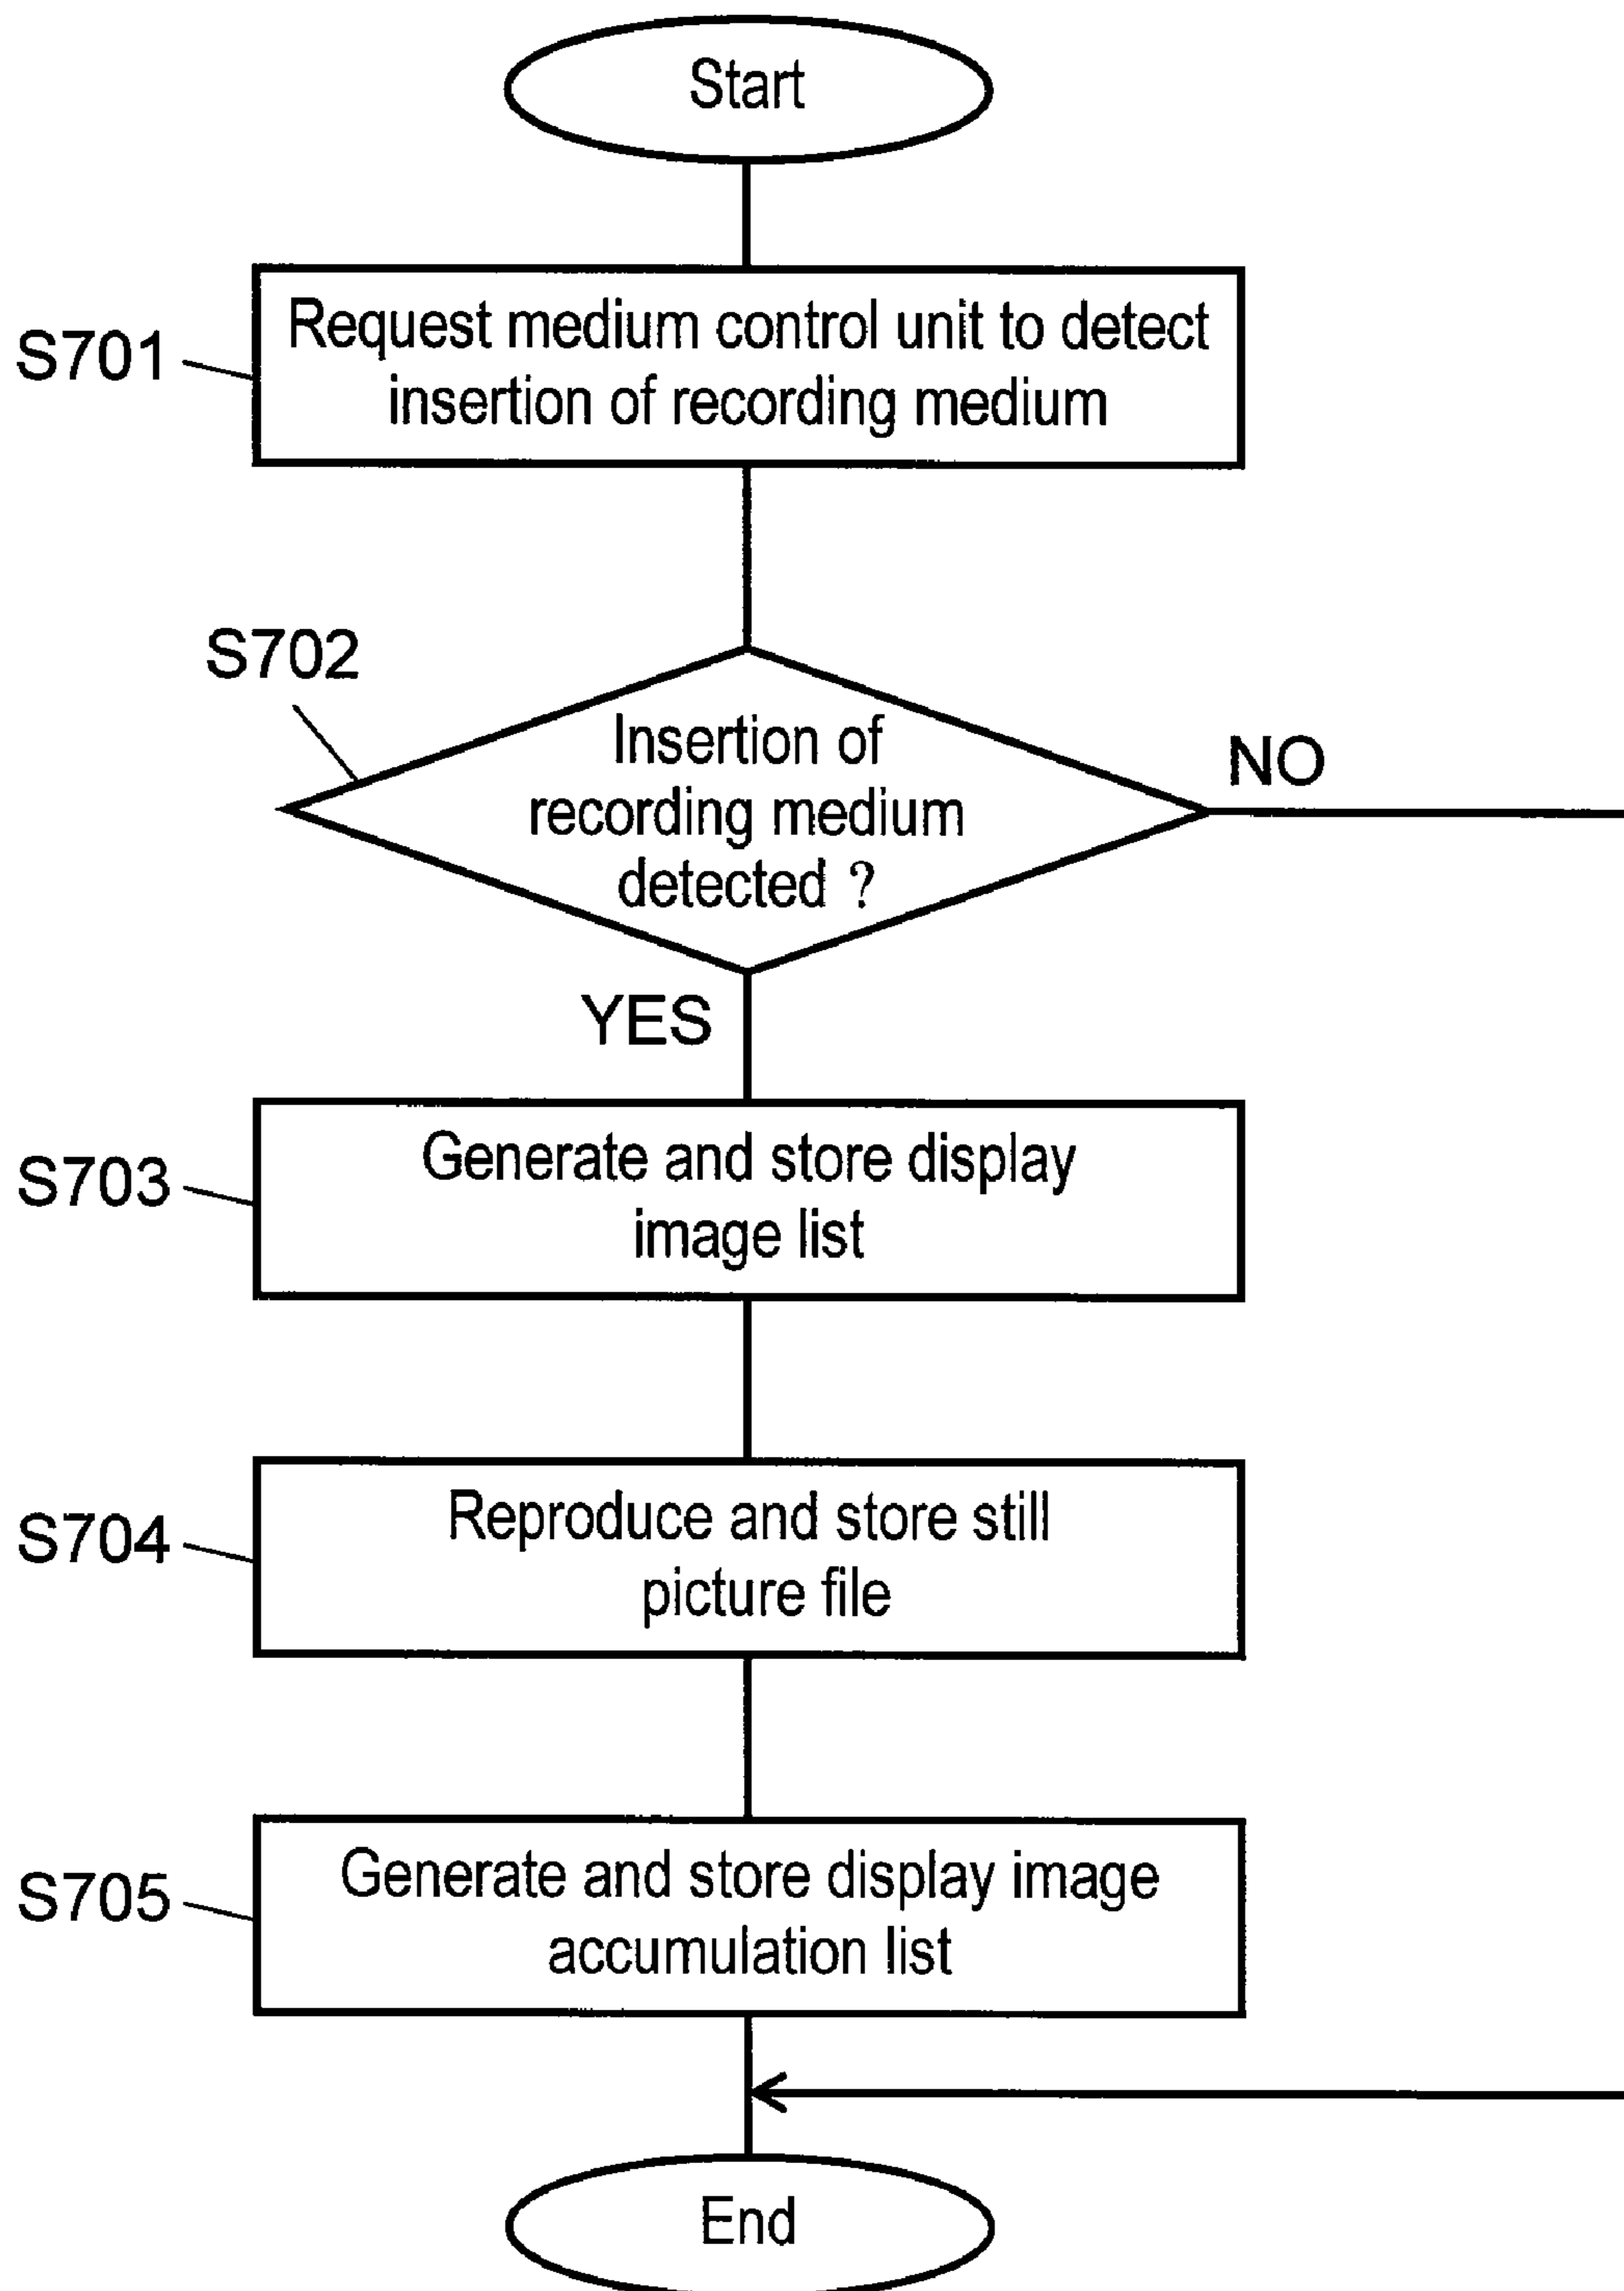 Start
S701
Request medium control unit to detect
insertion of recording medium
S702
Insertion of
recording medium
detected ?
NO
YES
S703
Generate and store display
image list
S704
Reproduce and store still
picture file
S705
Generate and store display image
accumulation list
End